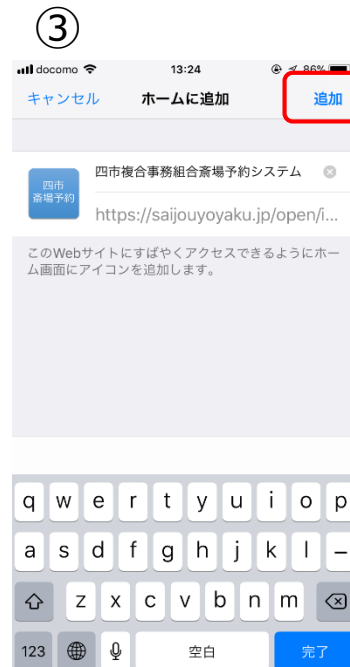 ③
docomo 13:24 86%
キャンセル ホームに追加 追加
四市複合事務組合斎場予約システム
四市
斎場予約
https://saijouyoyaku.jp/open/i...
このWebサイトにすばやくアクセスできるようにホー
ム画面にアイコンを追加します。
q w e r t y u i o p
a s d f g h j k l –
z x c v b n m
123 空白 完了